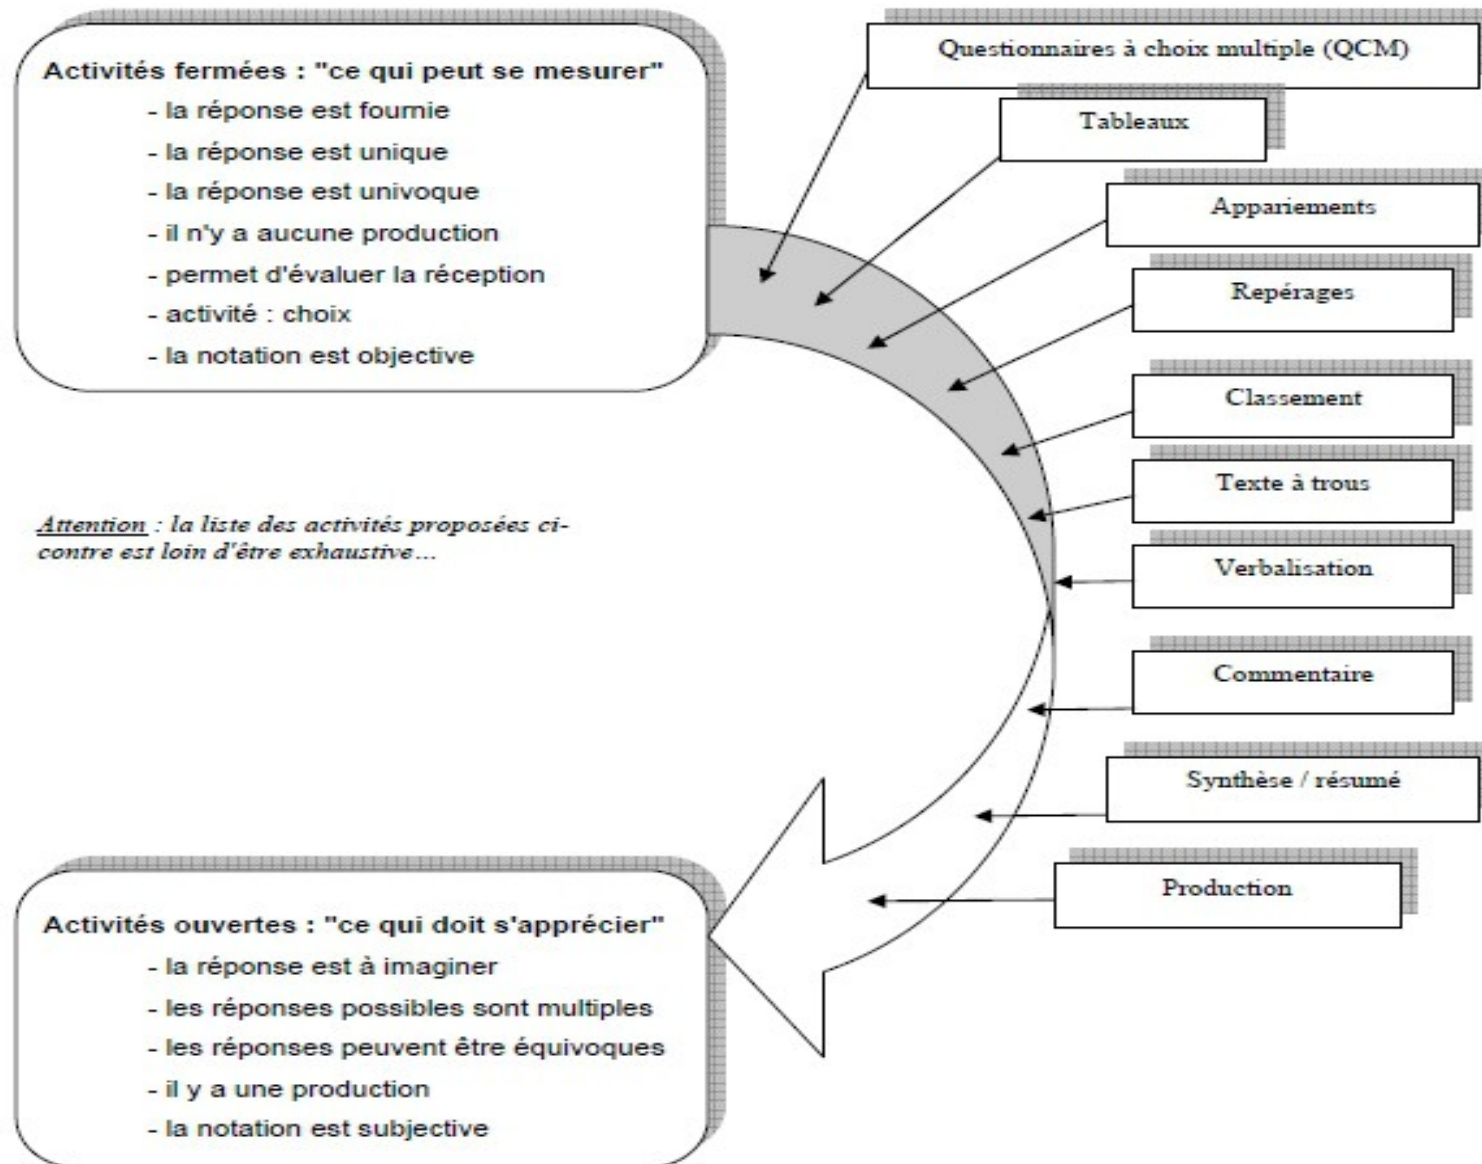 Activités fermées : "ce qui peut se mesurer"
- la réponse est fournie
- la réponse est unique
- la réponse est univoque
- il n'y a aucune production
- permet d'évaluer la réception
- activité : choix
- la notation est objective
Questionnaires à choix multiple (QCM)
Tableaux
Appariements
Repérages
Classement
Texte à trous
Verbalisation
Commentaire
Synthèse / résumé
Production
Attention : la liste des activités proposées ci-
contre est loin d'être exhaustive...
Activités ouvertes : "ce qui doit s'apprécier"
- la réponse est à imaginer
- les réponses possibles sont multiples
- les réponses peuvent être équivoques
- il y a une production
- la notation est subjective